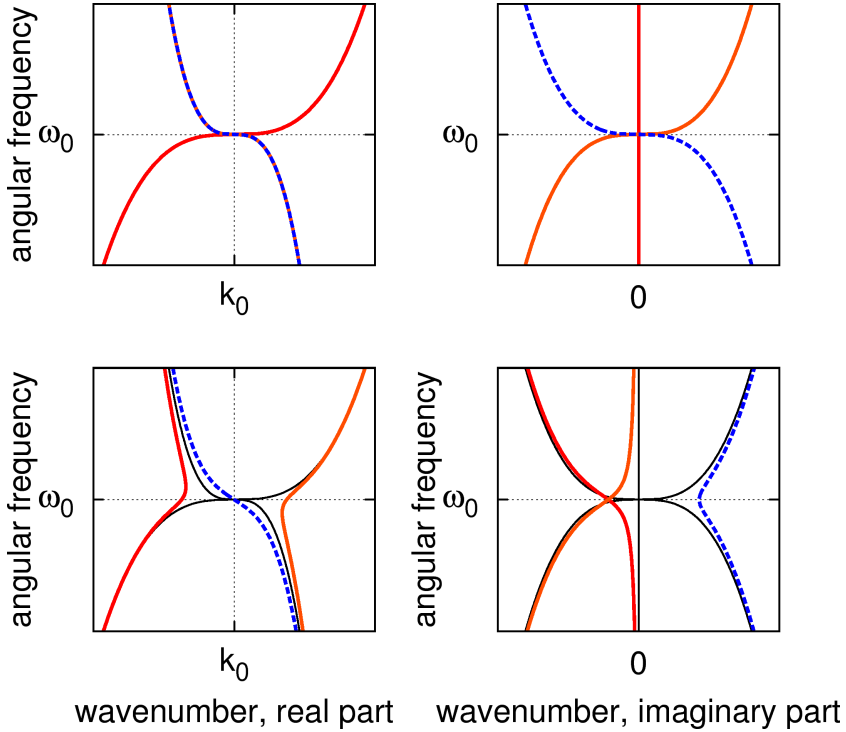 angular frequency
ω0
k0
ω0
0
angular frequency
ω0
k0
wavenumber, real part
angular frequency
ω0
0
wavenumber, imaginary part